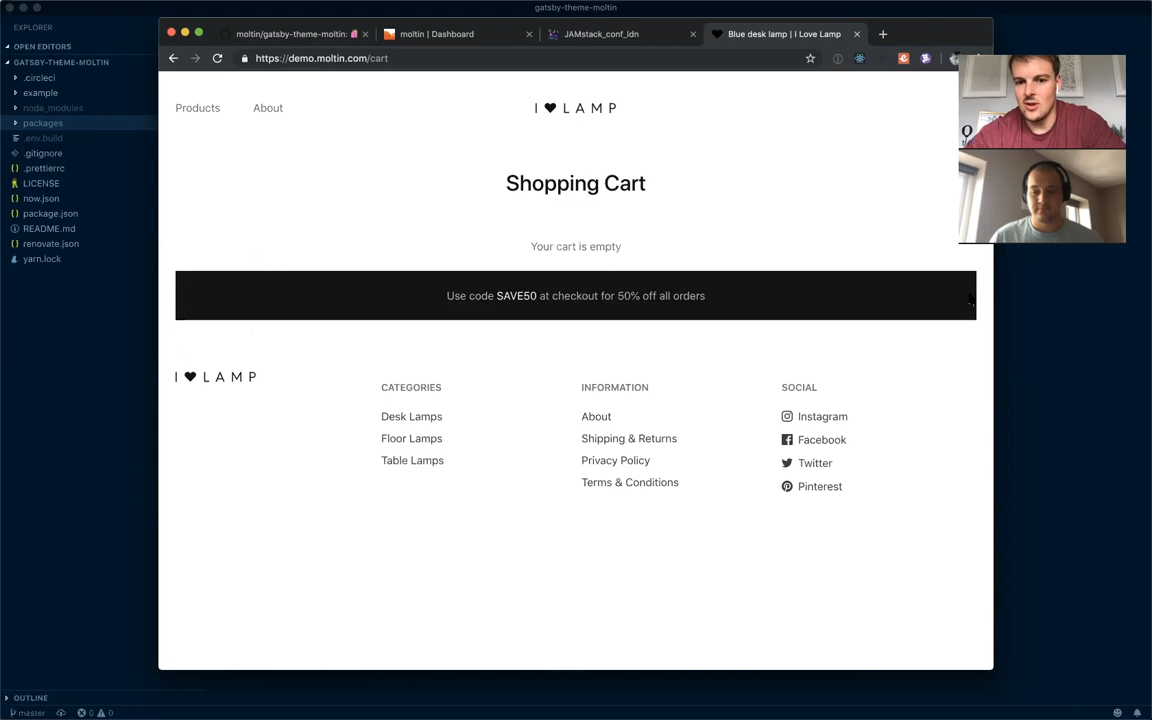 gatsby-theme-moltin
EXPLORER
OPEN EDITORS
GATSBY-THEME-MOLTIN
.circleci
example
node_modules
packages
.env.build
.gitignore
.prettierrc
LICENSE
now.json
package.json
README.md
renovate.json
yarn.lock
OUTLINE
master
0
0
moltin/gatsby-theme-moltin:
moltin | Dashboard
JAMstack_conf_ldn
Blue desk lamp | I Love Lamp
https://demo.moltin.com/cart
Products
About
I ♥ LAMP
Shopping Cart
Your cart is empty
Use code SAVE50 at checkout for 50% off all orders
I ♥ LAMP
CATEGORIES
Desk Lamps
Floor Lamps
Table Lamps
INFORMATION
About
Shipping & Returns
Privacy Policy
Terms & Conditions
SOCIAL
Instagram
Facebook
Twitter
Pinterest